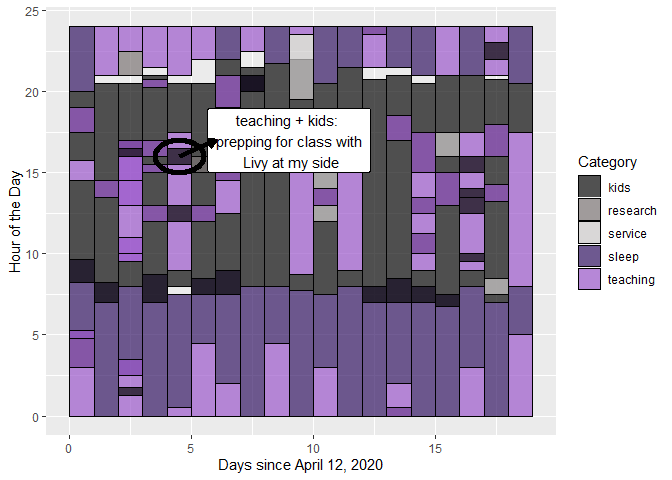 25
20
15
10
5
0
Hour of the Day
teaching + kids:
prepping for class with
Livy at my side
0
5
10
15
Days since April 12, 2020
Category
kids
research
service
sleep
teaching